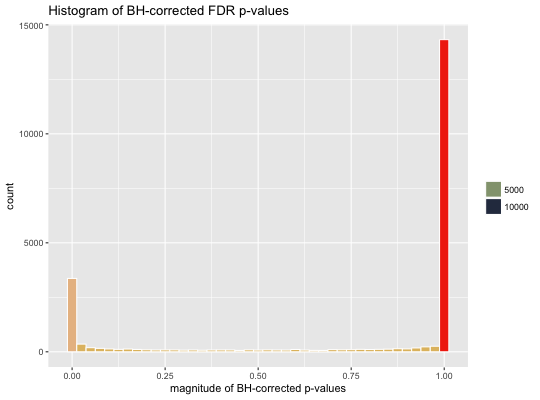 Histogram of BH-corrected FDR p-values
15000
10000
5000
0
count
0.00 0.25 0.50 0.75 1.00
magnitude of BH-corrected p-values
5000
10000